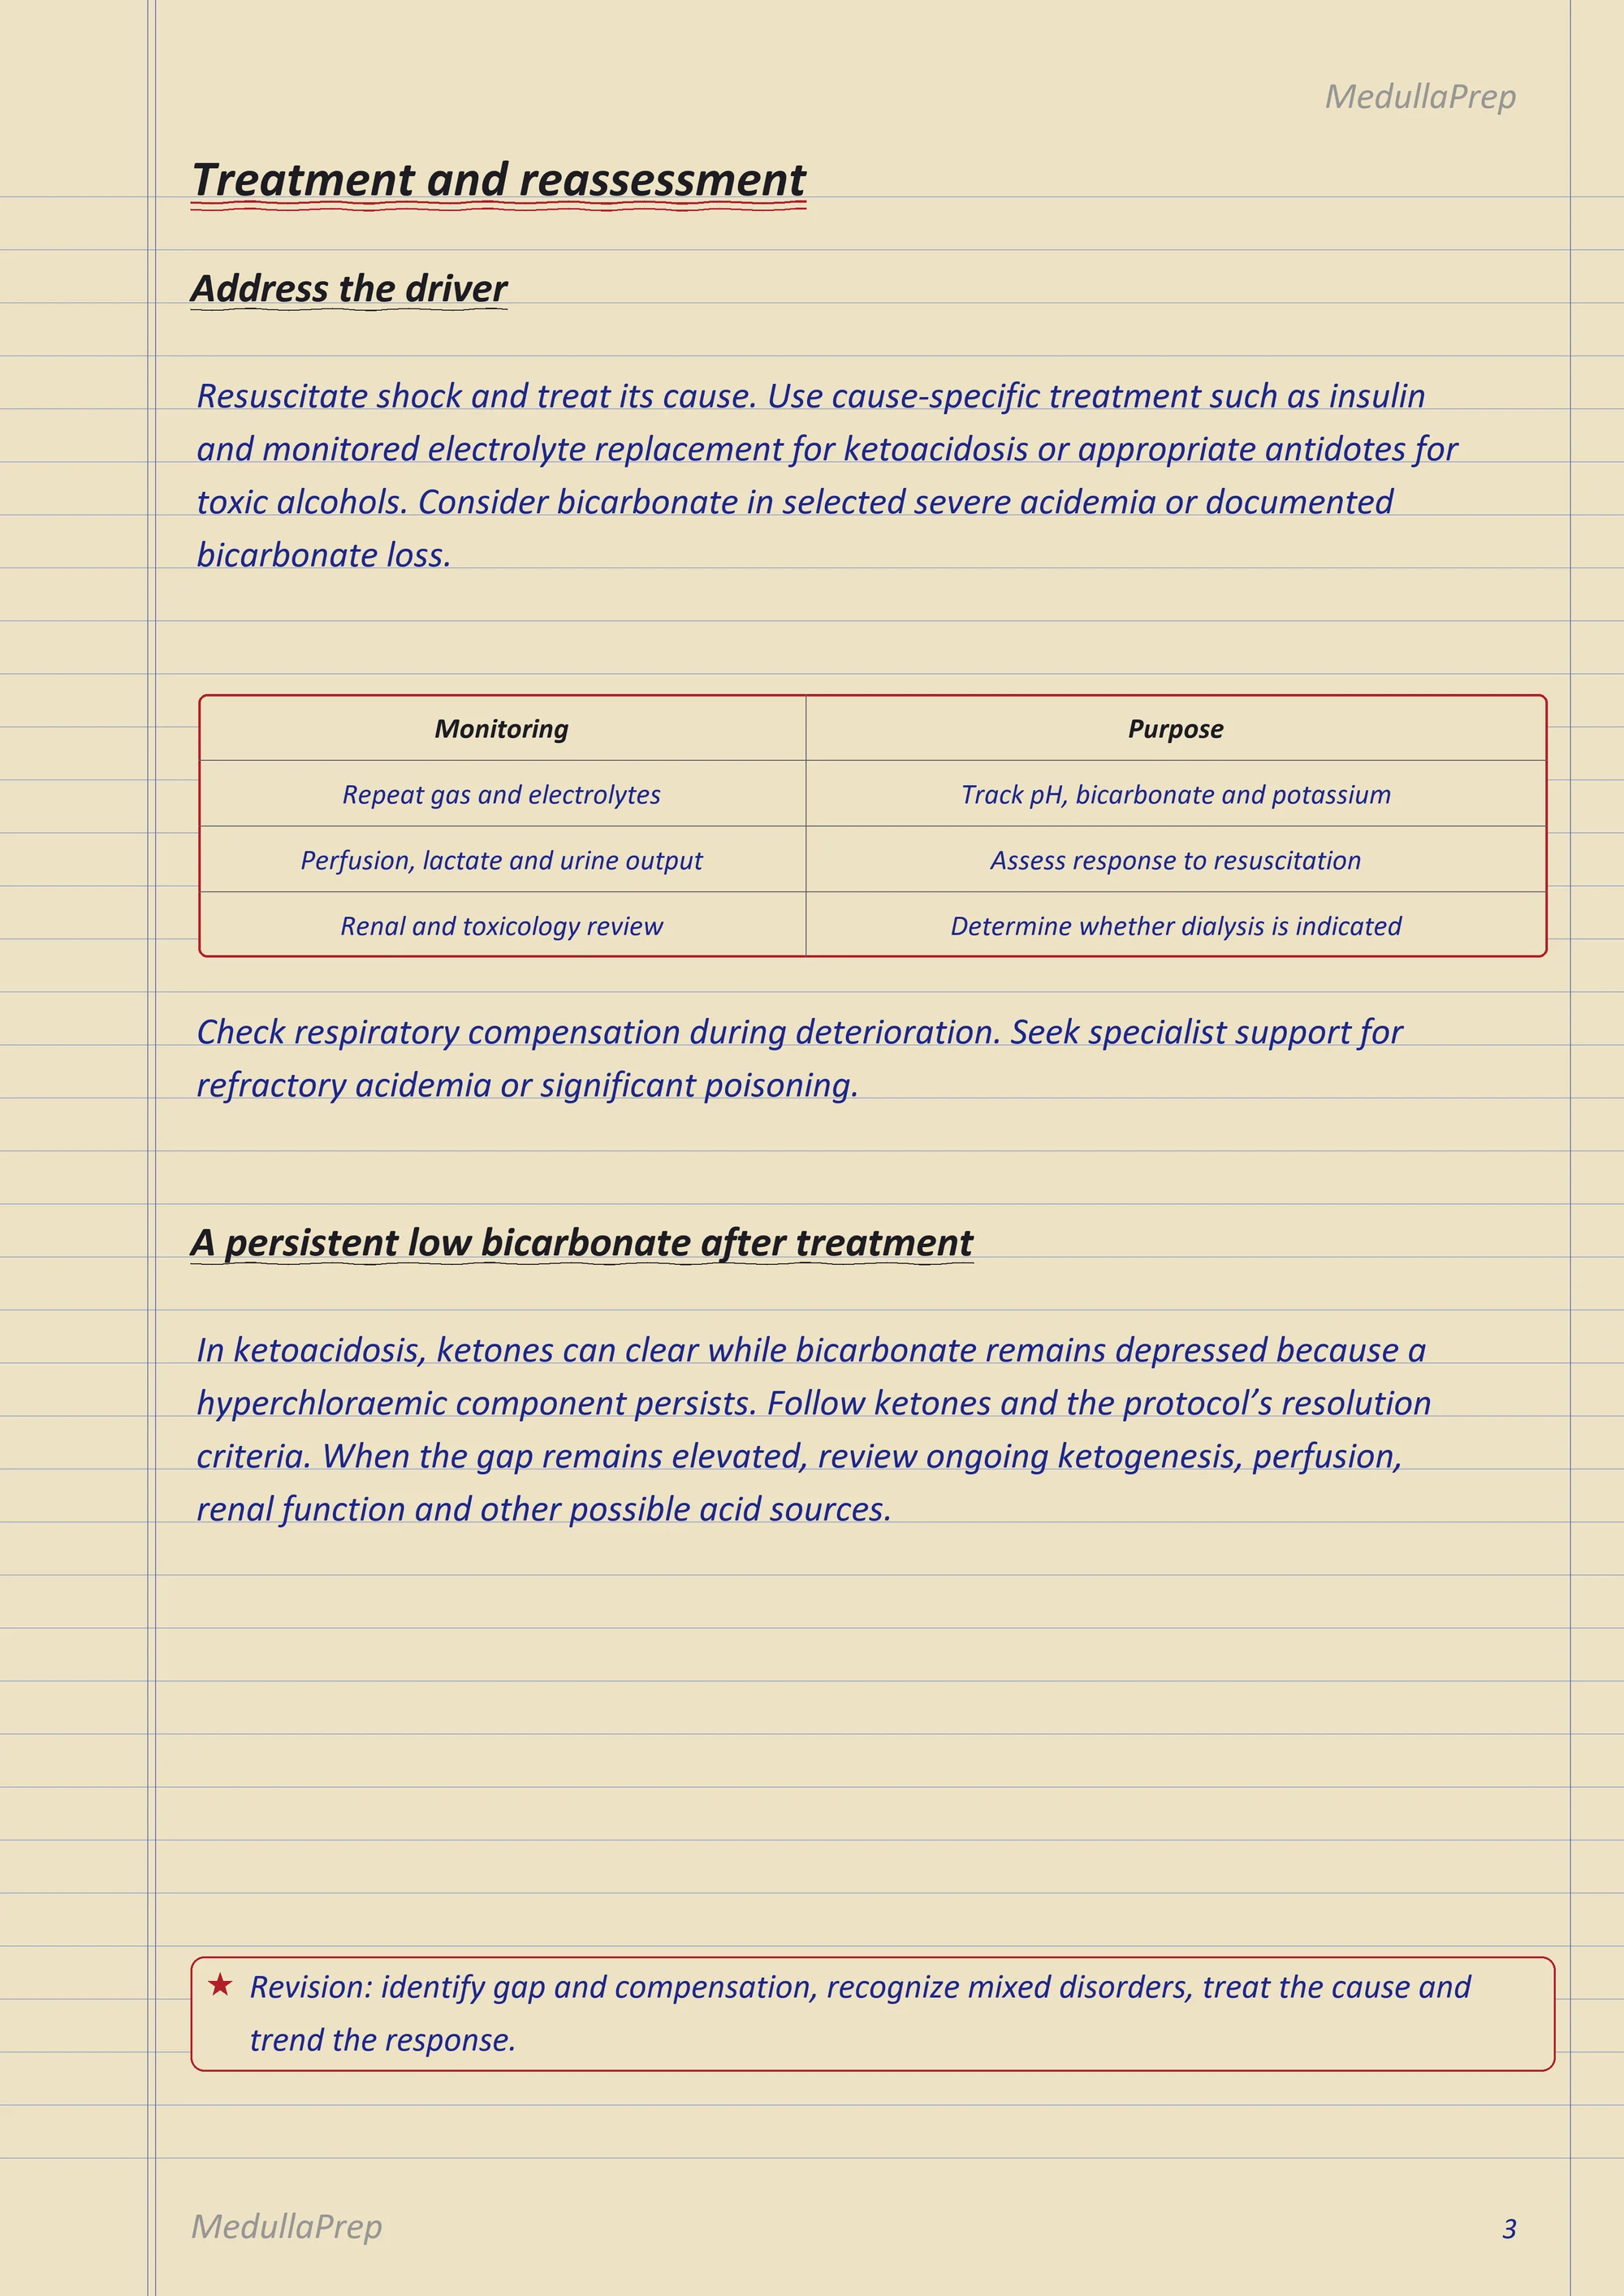 MedullaPrep
Treatment and reassessment
Address the driver
Resuscitate shock and treat its cause. Use cause-specific treatment such as insulin
and monitored electrolyte replacement for ketoacidosis or appropriate antidotes for
toxic alcohols. Consider bicarbonate in selected severe acidemia or documented
bicarbonate loss.
Monitoring Purpose
Repeat gas and electrolytes Track pH, bicarbonate and potassium
Perfusion, lactate and urine output Assess response to resuscitation
Renal and toxicology review Determine whether dialysis is indicated
Check respiratory compensation during deterioration. Seek specialist support for
refractory acidemia or significant poisoning.
A persistent low bicarbonate after treatment
In ketoacidosis, ketones can clear while bicarbonate remains depressed because a
hyperchloraemic component persists. Follow ketones and the protocol’s resolution
criteria. When the gap remains elevated, review ongoing ketogenesis, perfusion,
renal function and other possible acid sources.
★ Revision: identify gap and compensation, recognize mixed disorders, treat the cause and
trend the response.
MedullaPrep 3